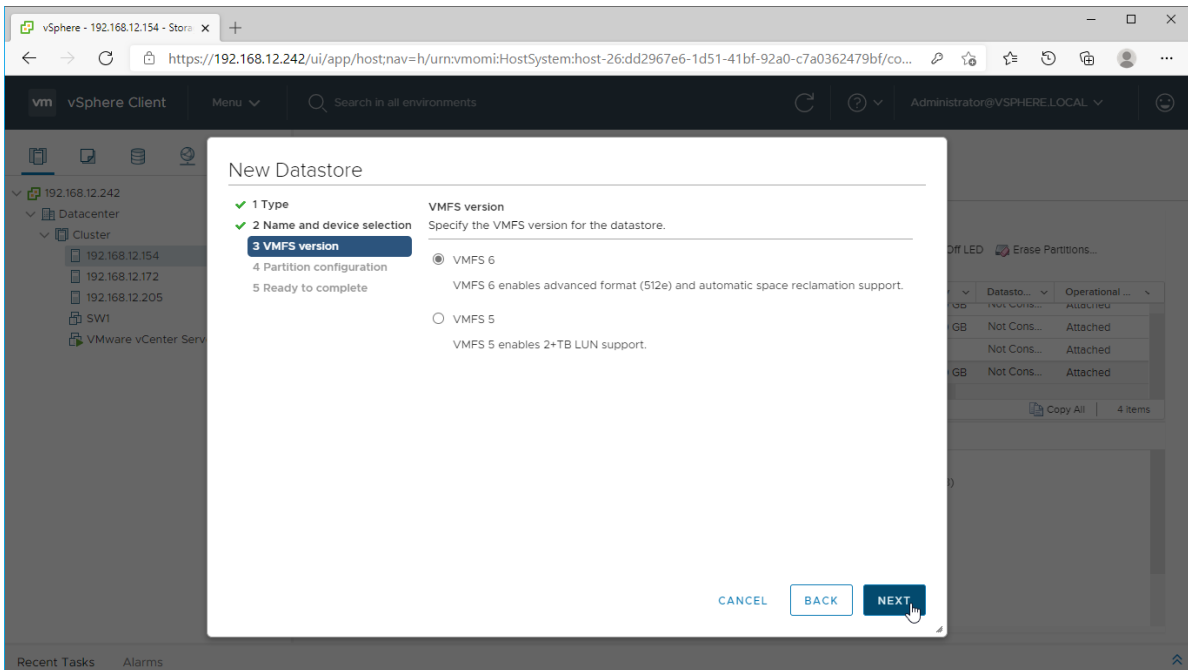 vSphere - 192.168.12.154 - Stora
https://192.168.12.242/ui/app/host;nav=h/urn:vmomi:HostSystem:host-26:dd2967e6-1d51-41bf-92a0-c7a0362479bf/co...
vm vSphere Client Menu Search in all environments Administrator@VSPHERE.LOCAL
192.168.12.242
Datacenter
Cluster
192.168.12.154
192.168.12.172
192.168.12.205
SW1
VMware vCenter Serv
New Datastore
1 Type
2 Name and device selection
3 VMFS version
4 Partition configuration
5 Ready to complete
VMFS version
Specify the VMFS version for the datastore.
VMFS 6
VMFS 6 enables advanced format (512e) and automatic space reclamation support.
VMFS 5
VMFS 5 enables 2+TB LUN support.
CANCEL BACK NEXT
Off LED Erase Partitions...
Datasto... Operational ...
GB Not Cons... Attached
GB Not Cons... Attached
Not Cons... Attached
GB Not Cons... Attached
Copy All 4 items
Recent Tasks Alarms